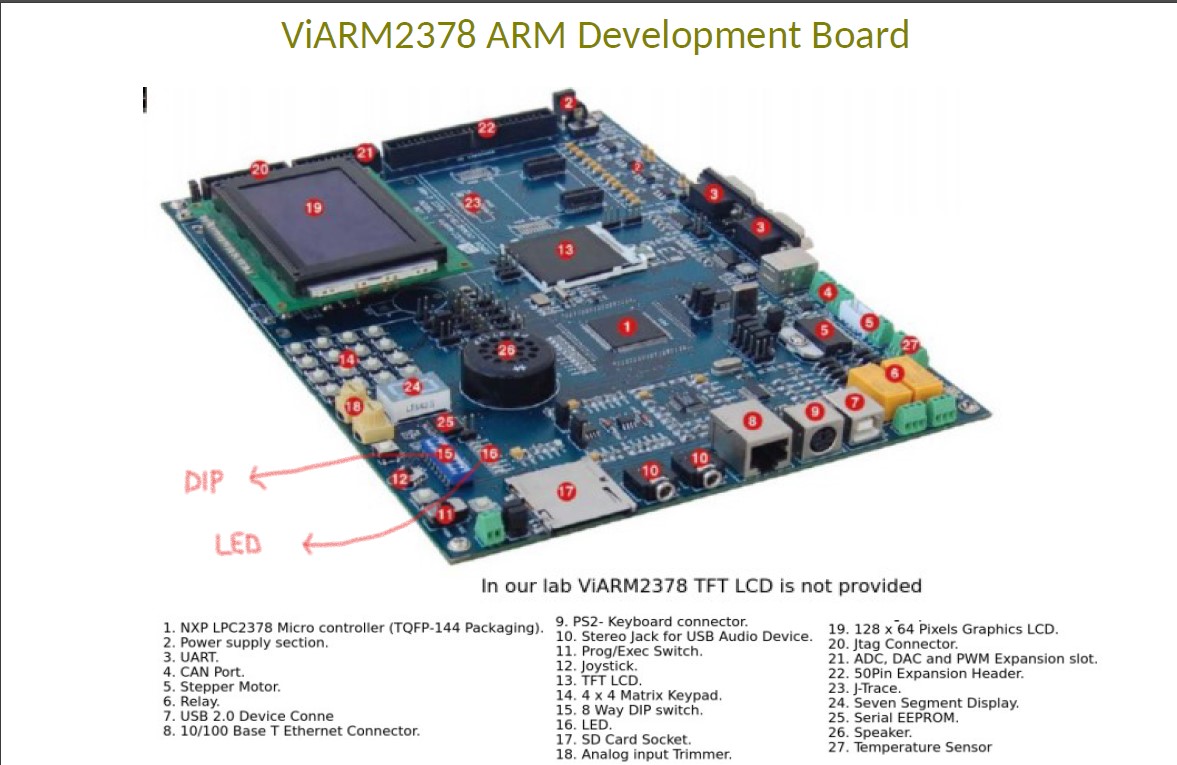 ViARM2378 ARM Development Board
2
22
21
20
2
3
19
23
3
13
4
5
1
5
27
26
14
6
24
18
7
9
8
25
15
16
10
10
DIP
12
17
11
LED
In our lab ViARM2378 TFT LCD is not provided
1. NXP LPC2378 Micro controller (TQFP-144 Packaging).
2. Power supply section.
3. UART.
4. CAN Port.
5. Stepper Motor.
6. Relay.
7. USB 2.0 Device Conne
8. 10/100 Base T Ethernet Connector.
9. PS2- Keyboard connector.
10. Stereo Jack for USB Audio Device.
11. Prog/Exec Switch.
12. Joystick.
13. TFT LCD.
14. 4 x 4 Matrix Keypad.
15. 8 Way DIP switch.
16. LED.
17. SD Card Socket.
18. Analog input Trimmer.
19. 128 x 64 Pixels Graphics LCD.
20. Jtag Connector.
21. ADC, DAC and PWM Expansion slot.
22. 50Pin Expansion Header.
23. J-Trace.
24. Seven Segment Display.
25. Serial EEPROM.
26. Speaker.
27. Temperature Sensor